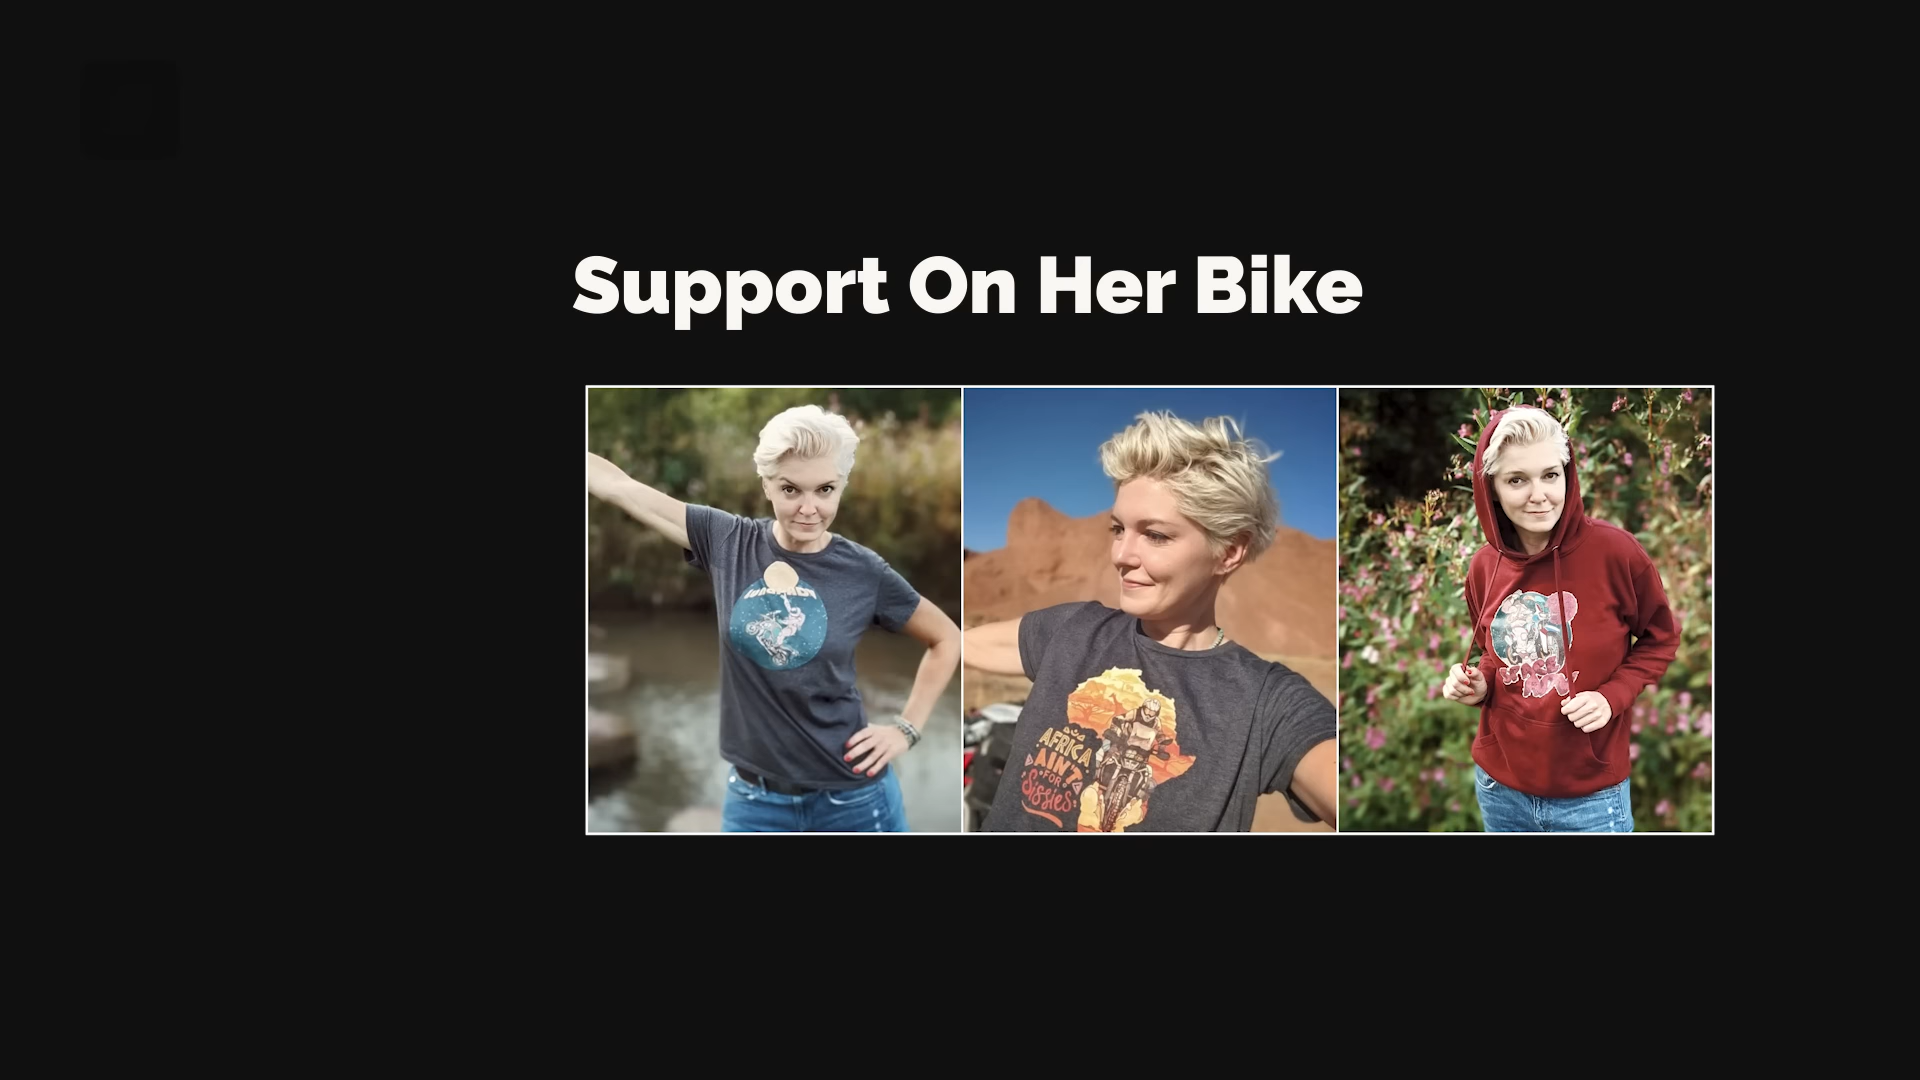 Support On Her Bike
AFRICA
AIN'T
FOR
Sissies